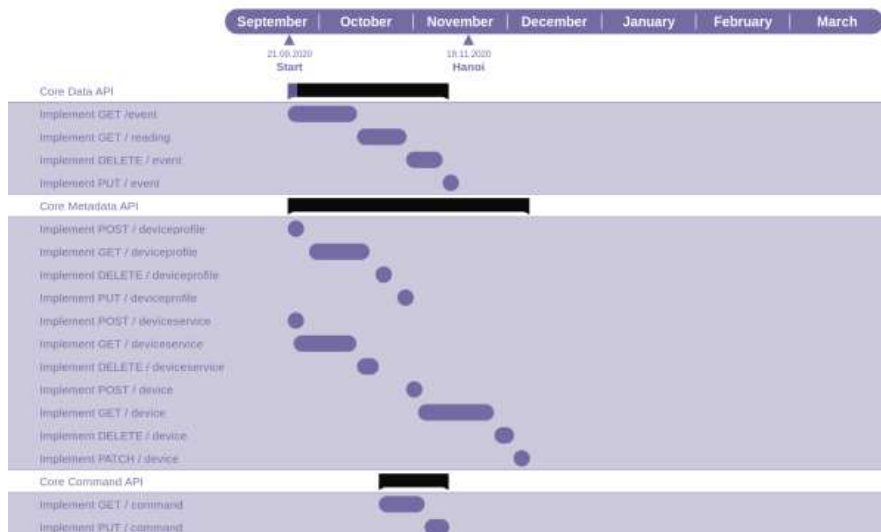 September October November December January February March
21.09.2020 18.11.2020
Start Hanoi
Core Data API
Implement GET /event
Implement GET / reading
Implement DELETE / event
Implement PUT / event
Core Metadata API
Implement POST / deviceprofile
Implement GET / deviceprofile
Implement DELETE / deviceprofile
Implement PUT / deviceprofile
Implement POST / deviceservice
Implement GET / deviceservice
Implement DELETE / deviceservice
Implement POST / device
Implement GET / device
Implement DELETE / device
Implement PATCH / device
Core Command API
Implement GET / command
Implement PUT / command